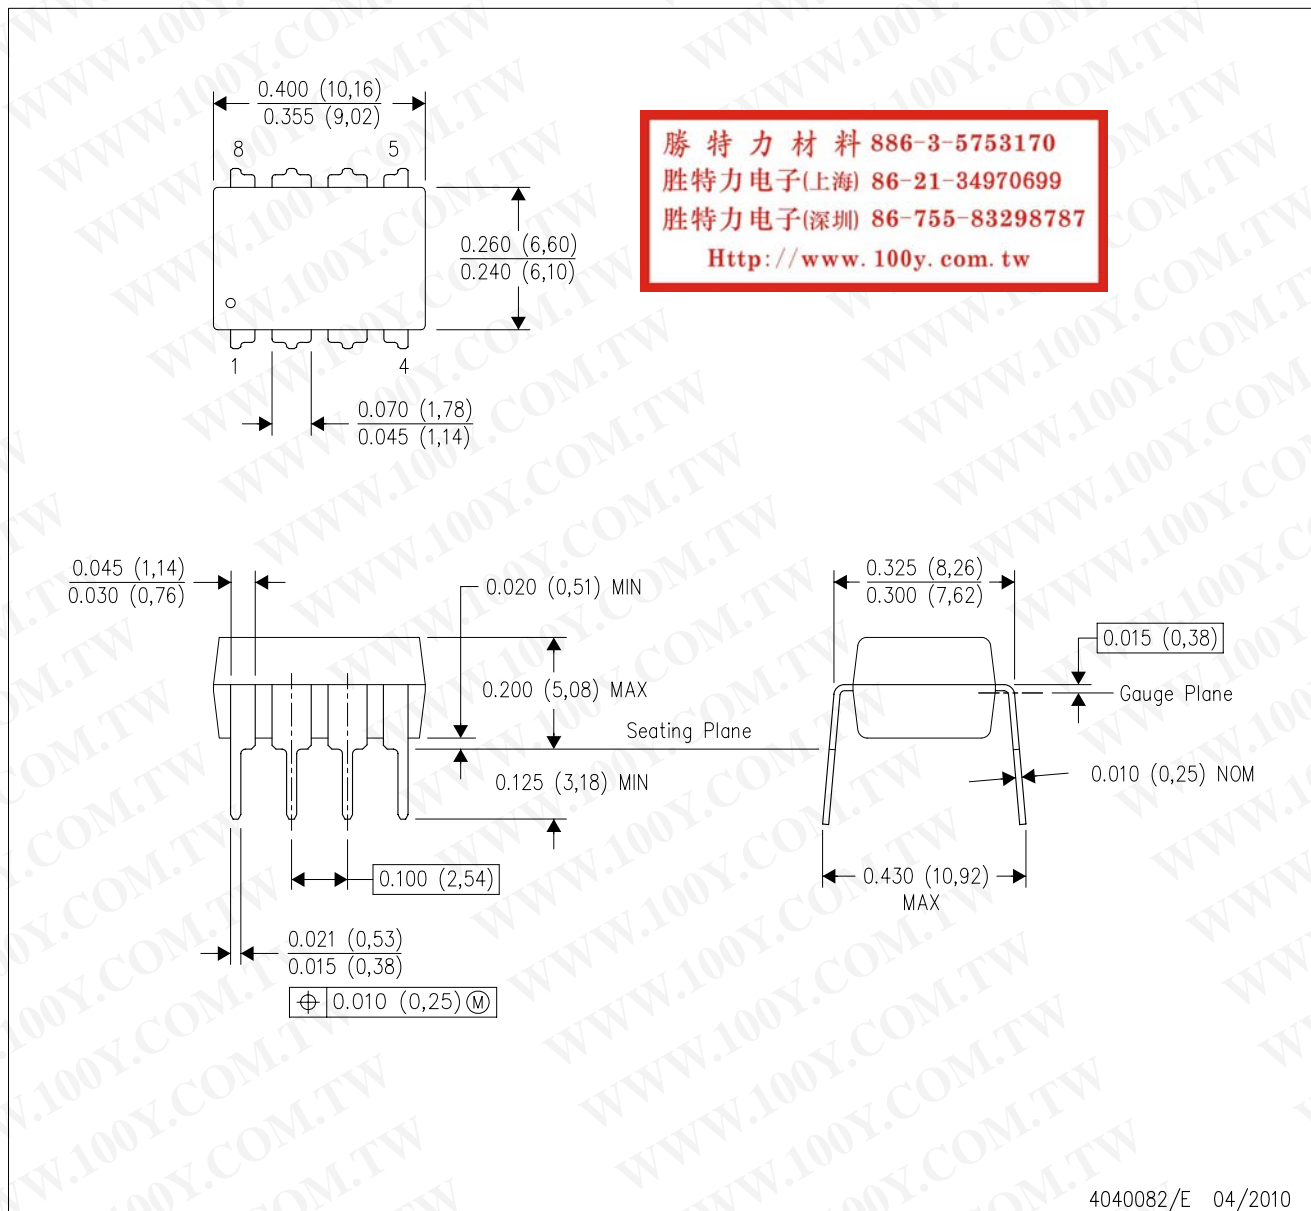 0.400 (10,16)
0.355 (9,02)
8
5
勝特力材料 886-3-5753170
胜特力电子(上海) 86-21-34970699
胜特力电子(深圳) 86-755-83298787
Http://www.100y.com.tw
0.260 (6,60)
0.240 (6,10)
1
4
0.070 (1,78)
0.045 (1,14)
0.045 (1,14)
0.030 (0,76)
0.020 (0,51) MIN
0.325 (8,26)
0.300 (7,62)
0.015 (0,38)
0.200 (5,08) MAX
Gauge Plane
Seating Plane
0.125 (3,18) MIN
0.010 (0,25) NOM
0.100 (2,54)
0.430 (10,92)
MAX
0.021 (0,53)
0.015 (0,38)
⌖ 0.010 (0,25) Ⓜ
4040082/E 04/2010
WWW.100Y.COM.TW